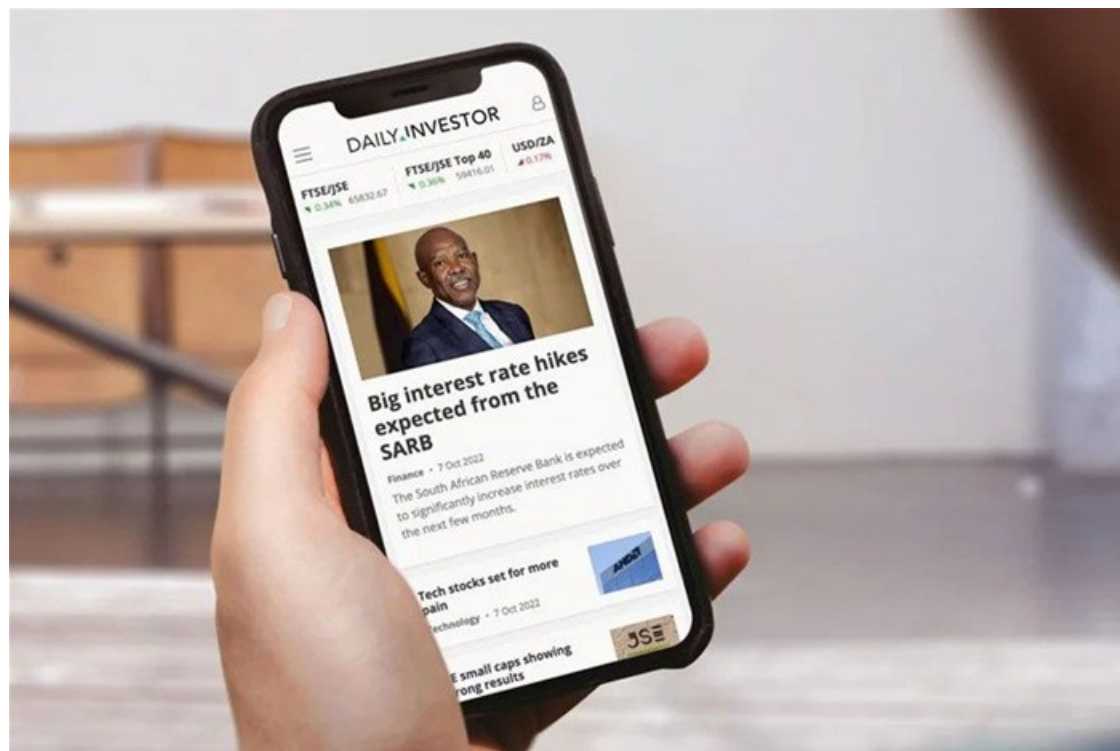 DAILY INVESTOR
FTSE/JSE
0.34% 65832.67
FTSE/JSE Top 40
0.36% 59416.01
USD/ZA
0.17%
Big interest rate hikes
expected from the
SARB
Finance • 7 Oct 2022
The South African Reserve Bank is expected
to significantly increase interest rates over
the next few months.
Tech stocks set for more
pain
echnology • 7 Oct 2022
AMD
E small caps showing
rong results
JSE